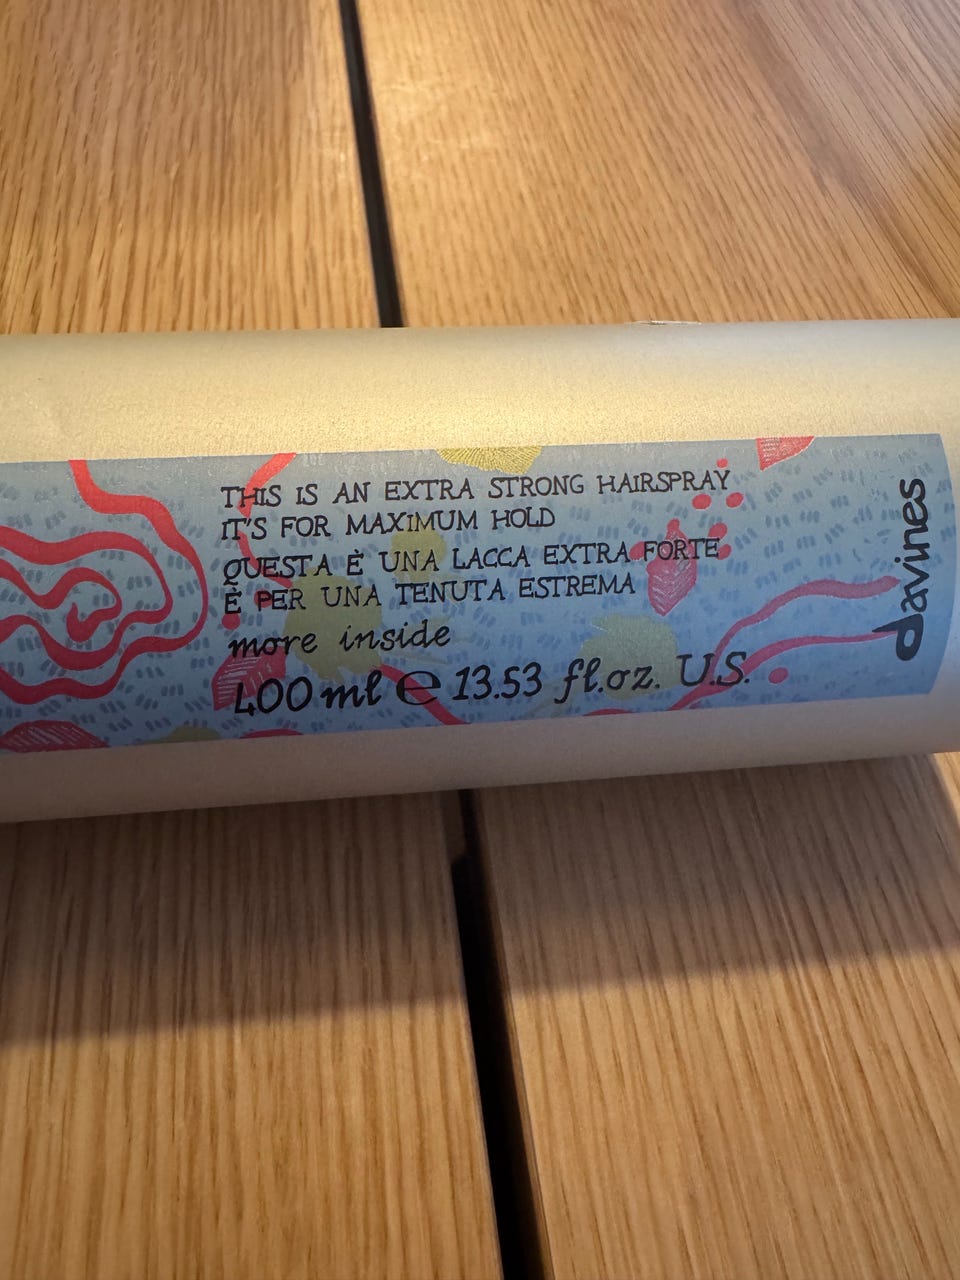 THIS IS AN EXTRA STRONG HAIRSPRAY
IT'S FOR MAXIMUM HOLD
QUESTA È UNA LACCA EXTRA FORTE
È PER UNA TENUTA ESTREMA
more inside
400 ml ℮ 13.53 fl.oz. U.S.
davines